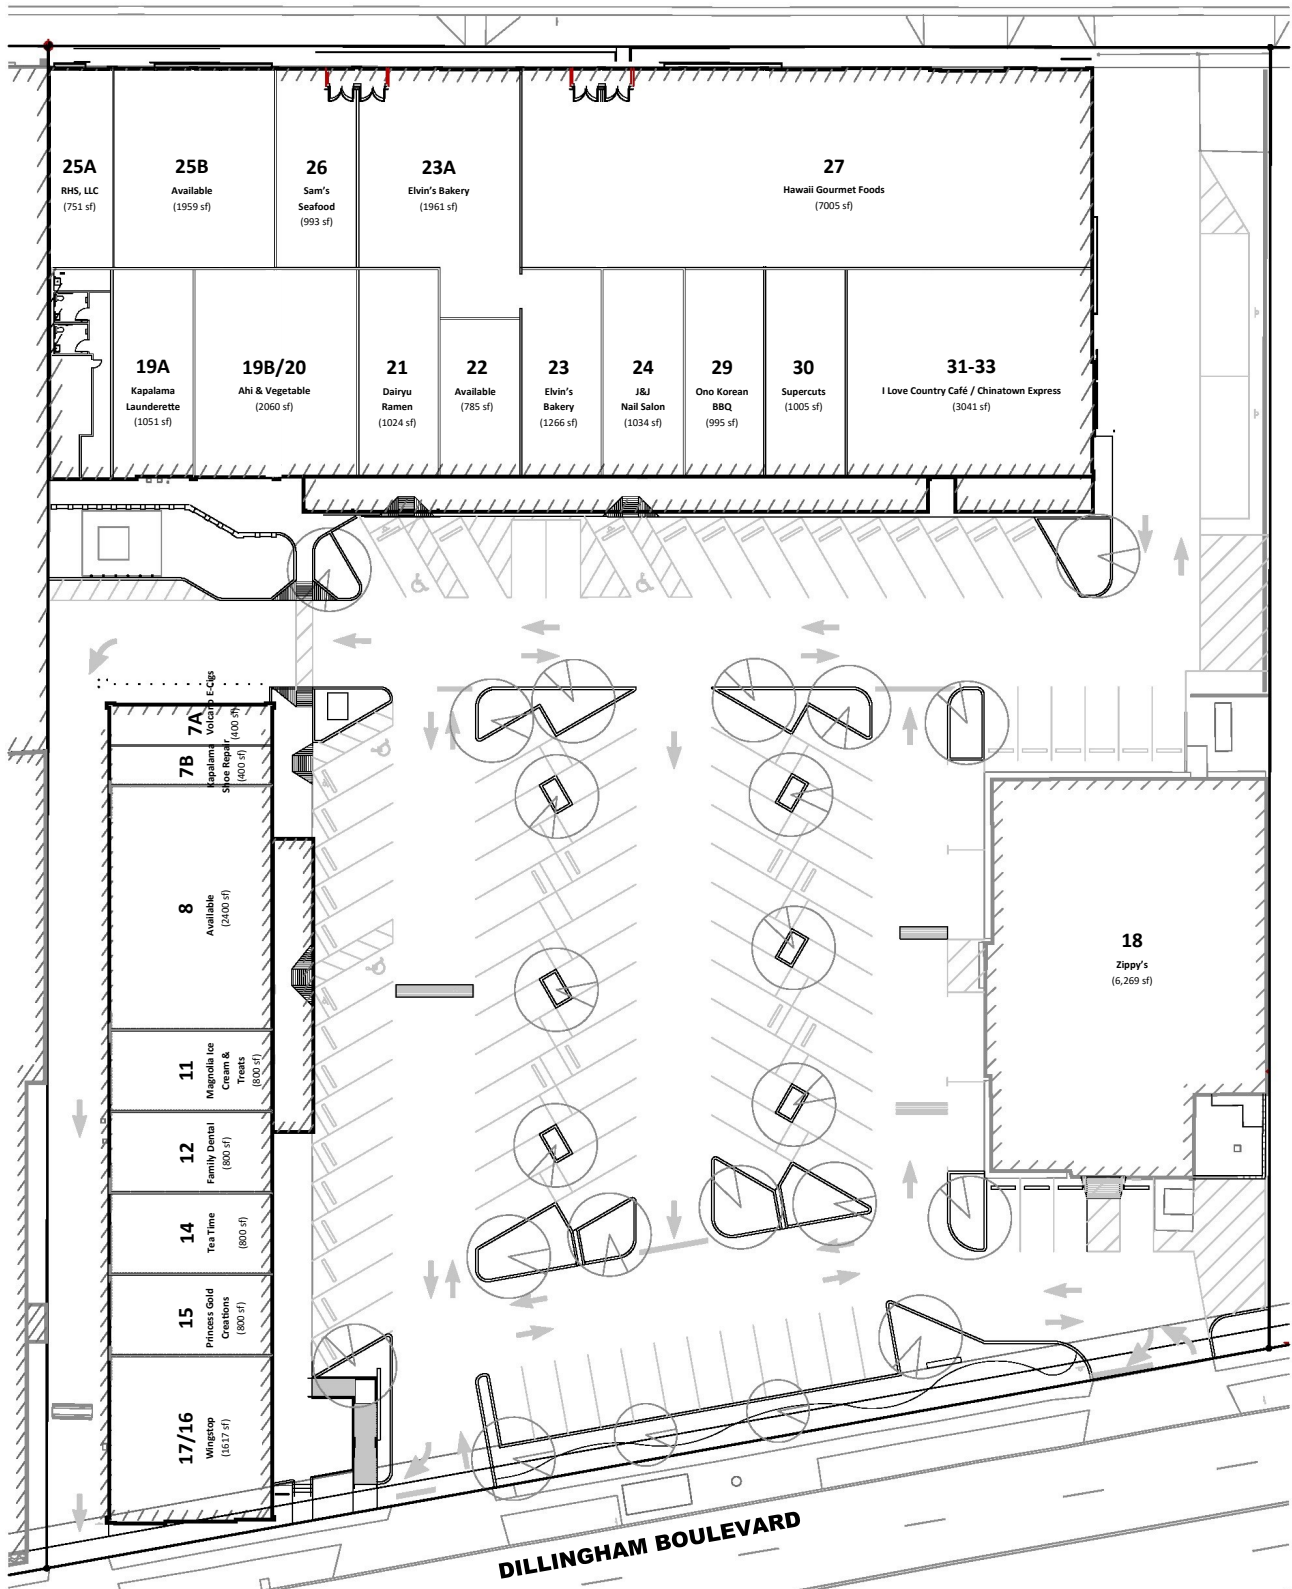 25A
RHS, LLC
(751 sf)
25B
Available
(1959 sf)
26
Sam's
Seafood
(993 sf)
23A
Elvin's Bakery
(1961 sf)
27
Hawaii Gourmet Foods
(7005 sf)
19A
Kapalama
Launderette
(1051 sf)
19B/20
Ahi & Vegetable
(2060 sf)
21
Dairyu
Ramen
(1024 sf)
22
Available
(785 sf)
23
Elvin's
Bakery
(1266 sf)
24
J&J
Nail Salon
(1034 sf)
29
Ono Korean
BBQ
(995 sf)
30
Supercuts
(1005 sf)
31-33
I Love Country Café / Chinatown Express
(3041 sf)
7A
Volcano E-Cigs
(400 sf)
7B
Kapalama
Shoe Repair
(400 sf)
8
Available
(2400 sf)
11
Magnolia Ice
Cream &
Treats
(800 sf)
12
Family Dental
(800 sf)
14
Tea Time
(800 sf)
15
Princess Gold
Creations
(800 sf)
17/16
Wingstop
(1617 sf)
18
Zippy's
(6,269 sf)
DILLINGHAM BOULEVARD